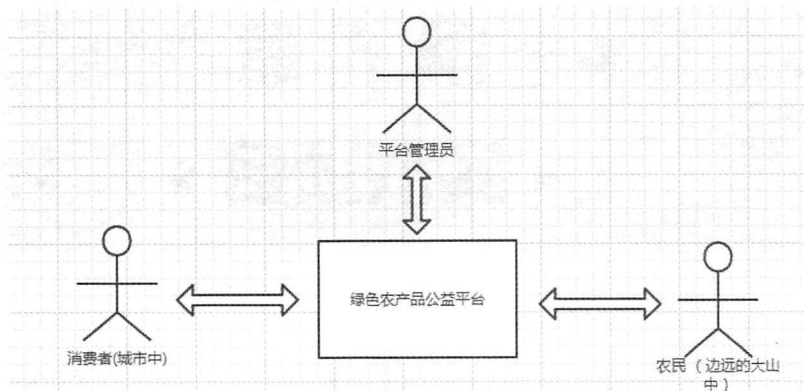 平台管理员
绿色农产品公益平台
消费者(城市中)
农民（边远的大山
中）